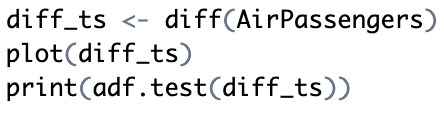 diff_ts <- diff(AirPassengers)
plot(diff_ts)
print(adf.test(diff_ts))